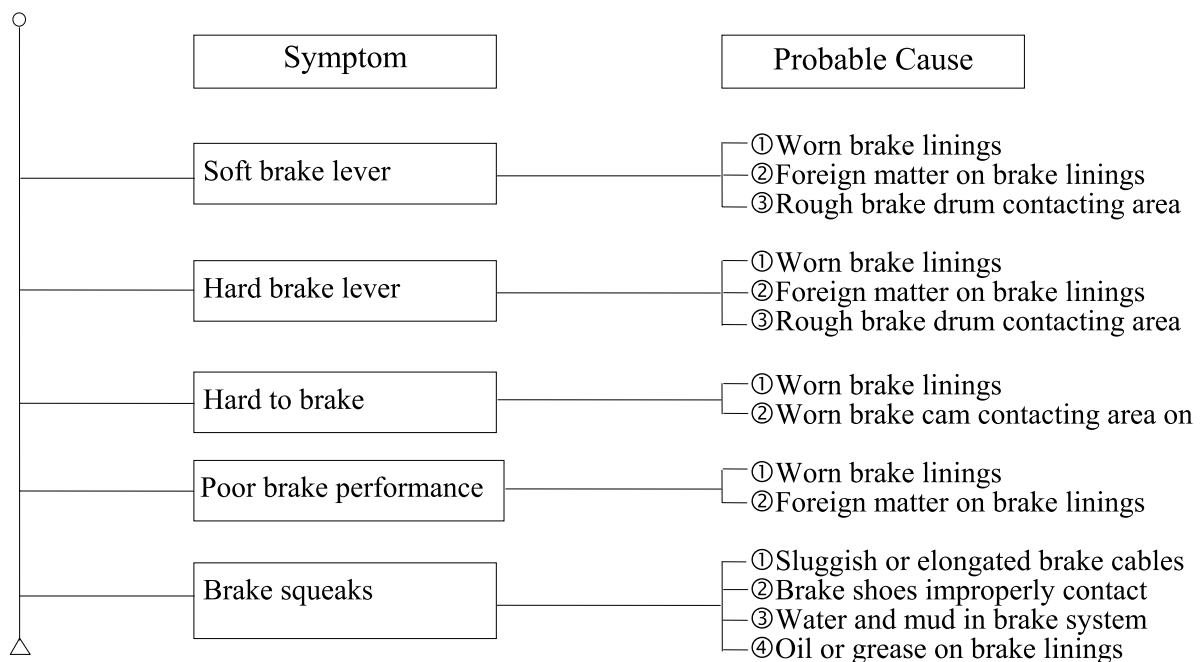 Symptom
Probable Cause
Soft brake lever
①Worn brake linings
②Foreign matter on brake linings
③Rough brake drum contacting area
Hard brake lever
①Worn brake linings
②Foreign matter on brake linings
③Rough brake drum contacting area
Hard to brake
①Worn brake linings
②Worn brake cam contacting area on
Poor brake performance
①Worn brake linings
②Foreign matter on brake linings
Brake squeaks
①Sluggish or elongated brake cables
②Brake shoes improperly contact
③Water and mud in brake system
④Oil or grease on brake linings